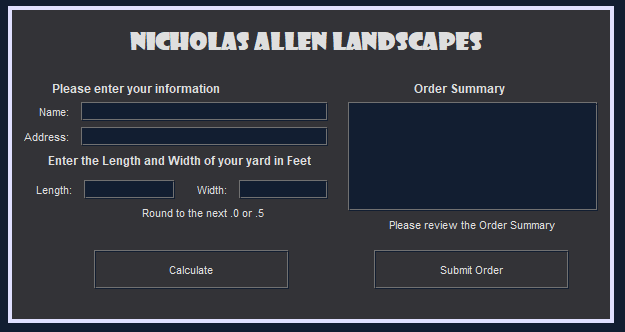 NICHOLAS ALLEN LANDSCAPES
Please enter your information
Name:
Address:
Enter the Length and Width of your yard in Feet
Length:
Width:
Round to the next .0 or .5
Calculate
Order Summary
Please review the Order Summary
Submit Order